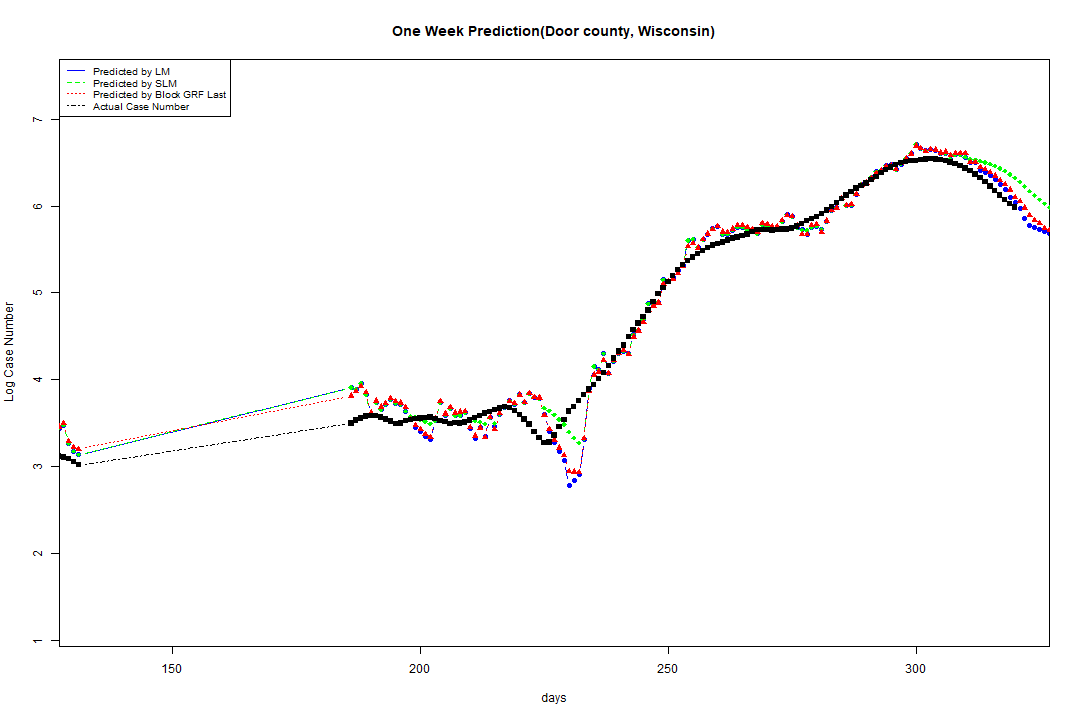 One Week Prediction(Door county, Wisconsin)
Predicted by LM
Predicted by SLM
Predicted by Block GRF Last
Actual Case Number
7
6
5
4
3
2
1
Log Case Number
150 200 250 300
days